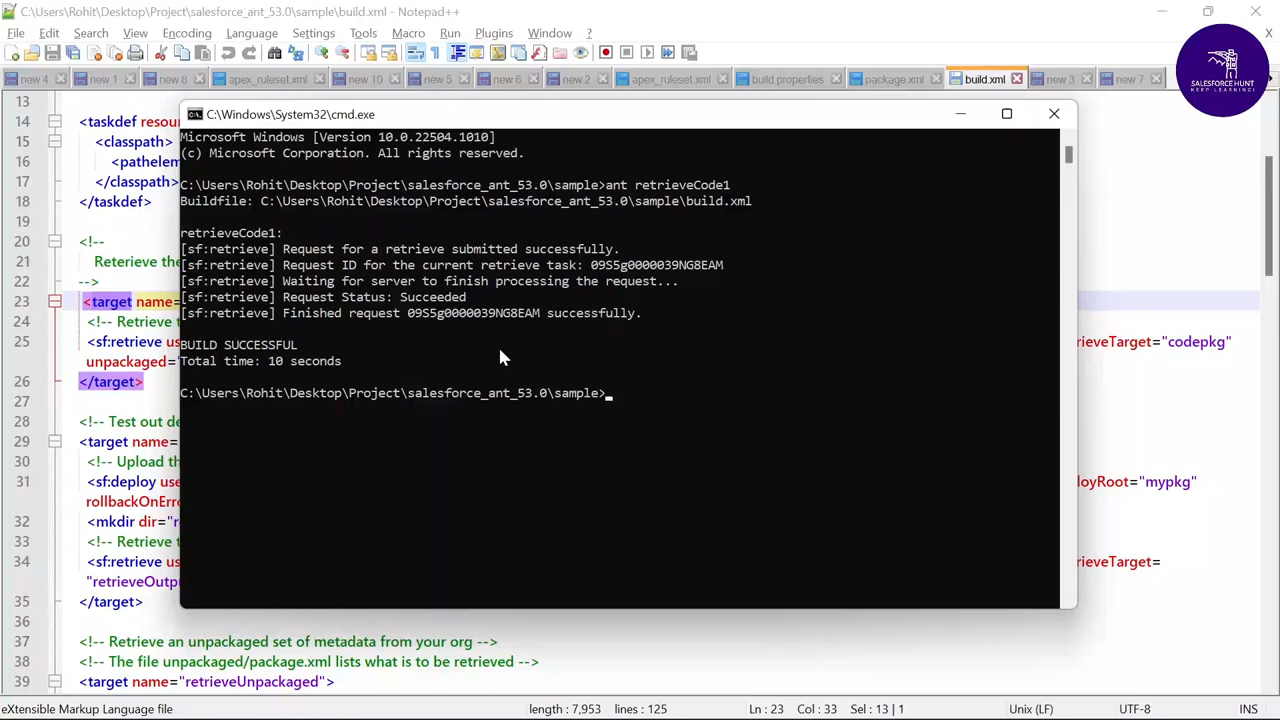 C:\Users\Rohit\Desktop\Project\salesforce_ant_53.0\sample\build.xml - Notepad++
File Edit Search View Encoding Language Settings Tools Macro Run Plugins Window ? X
new 4 new 1 new 8 apex_ruleset.xml new 10 new 5 new 6 new 2 apex_ruleset.xml build.properties package.xml build.xml new 3 new 7
SALESFORCE HUNT
KEEP LEARNING!
13
14 <taskdef resou
15 <classpath>
16 <pathelem
17 </classpath>
18 </taskdef>
19
20 <!--
21 Reterieve the
22 -->
23 <target name=
24 <!-- Retrieve t
25 <sf:retrieve us rieveTarget="codepkg"
unpackaged="
26 </target>
27
28 <!-- Test out de
29 <target name=
30 <!-- Upload th
31 <sf:deploy use loyRoot="mypkg"
rollbackOnErro
32 <mkdir dir="r
33 <!-- Retrieve t
34 <sf:retrieve us rieveTarget=
"retrieveOutpu
35 </target>
36
37 <!-- Retrieve an unpackaged set of metadata from your org -->
38 <!-- The file unpackaged/package.xml lists what is to be retrieved -->
39 <target name="retrieveUnpackaged">
C:\Windows\System32\cmd.exe
Microsoft Windows [Version 10.0.22504.1010]
(c) Microsoft Corporation. All rights reserved.
C:\Users\Rohit\Desktop\Project\salesforce_ant_53.0\sample>ant retrieveCode1
Buildfile: C:\Users\Rohit\Desktop\Project\salesforce_ant_53.0\sample\build.xml
retrieveCode1:
[sf:retrieve] Request for a retrieve submitted successfully.
[sf:retrieve] Request ID for the current retrieve task: 09S5g0000039NG8EAM
[sf:retrieve] Waiting for server to finish processing the request...
[sf:retrieve] Request Status: Succeeded
[sf:retrieve] Finished request 09S5g0000039NG8EAM successfully.
BUILD SUCCESSFUL
Total time: 10 seconds
C:\Users\Rohit\Desktop\Project\salesforce_ant_53.0\sample>
eXtensible Markup Language file length : 7,953 lines : 125 Ln : 23 Col : 33 Sel : 13 | 1 Unix (LF) UTF-8 INS